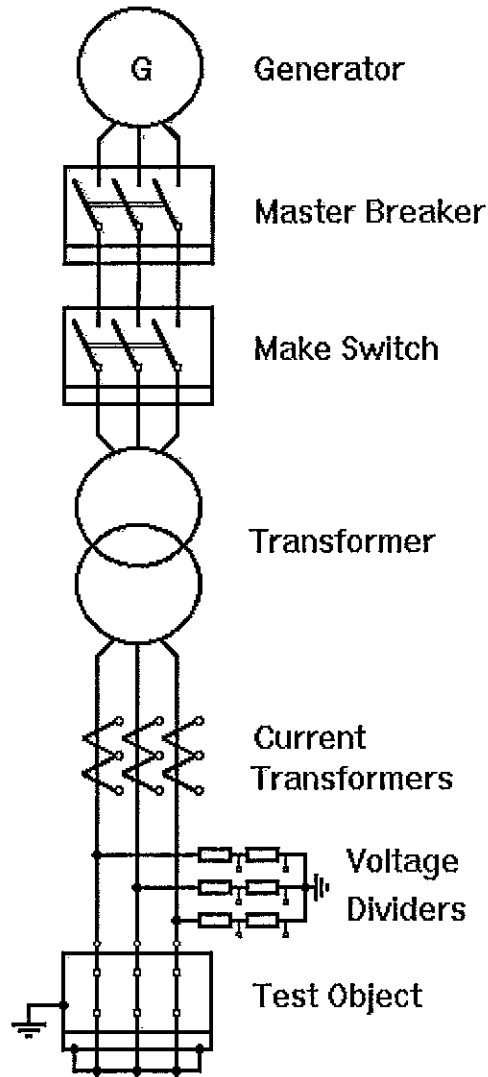 G
Generator
Master Breaker
Make Switch
Transformer
Current
Transformers
Voltage
Dividers
Test Object